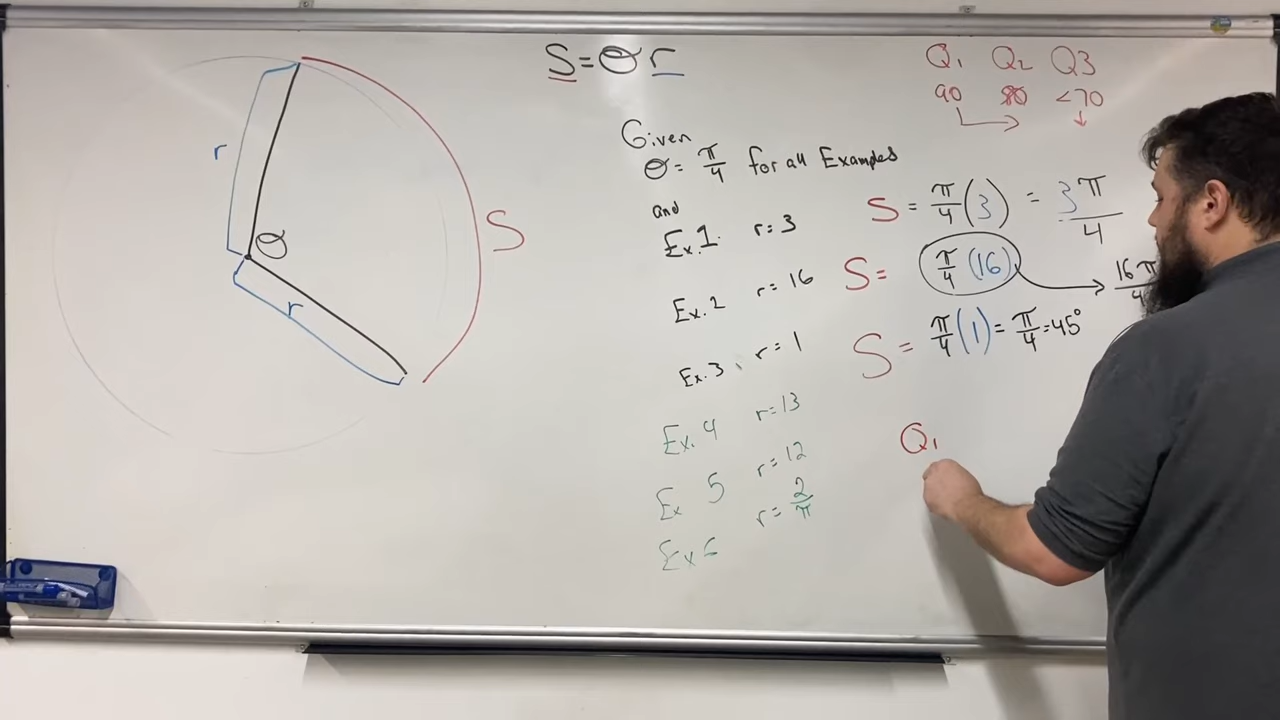 S = θ r
Q1 Q2 Q3
90 80 <70
r
θ
r
S
Given
θ = π/4 for all Examples
and
Ex. 1. r = 3
S = π/4 (3) = 3π/4
Ex. 2 r = 16
S = π/4 (16) → 16π/4
Ex. 3. r = 1
S = π/4 (1) = π/4 = 45°
Ex. 4 r = 13
Ex 5 r = 12
Ex 6 r = 2/π
Q1